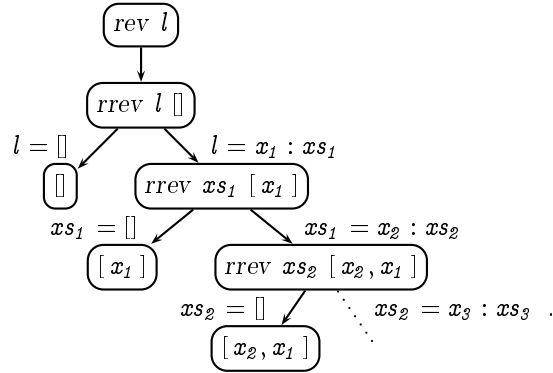 rev l
rrev l []
l = [] l = x₁ : xs₁
[] rrev xs₁ [ x₁ ]
xs₁ = [] xs₁ = x₂ : xs₂
[ x₁ ] rrev xs₂ [ x₂ , x₁ ]
xs₂ = [] xs₂ = x₃ : xs₃ .
[ x₂ , x₁ ]